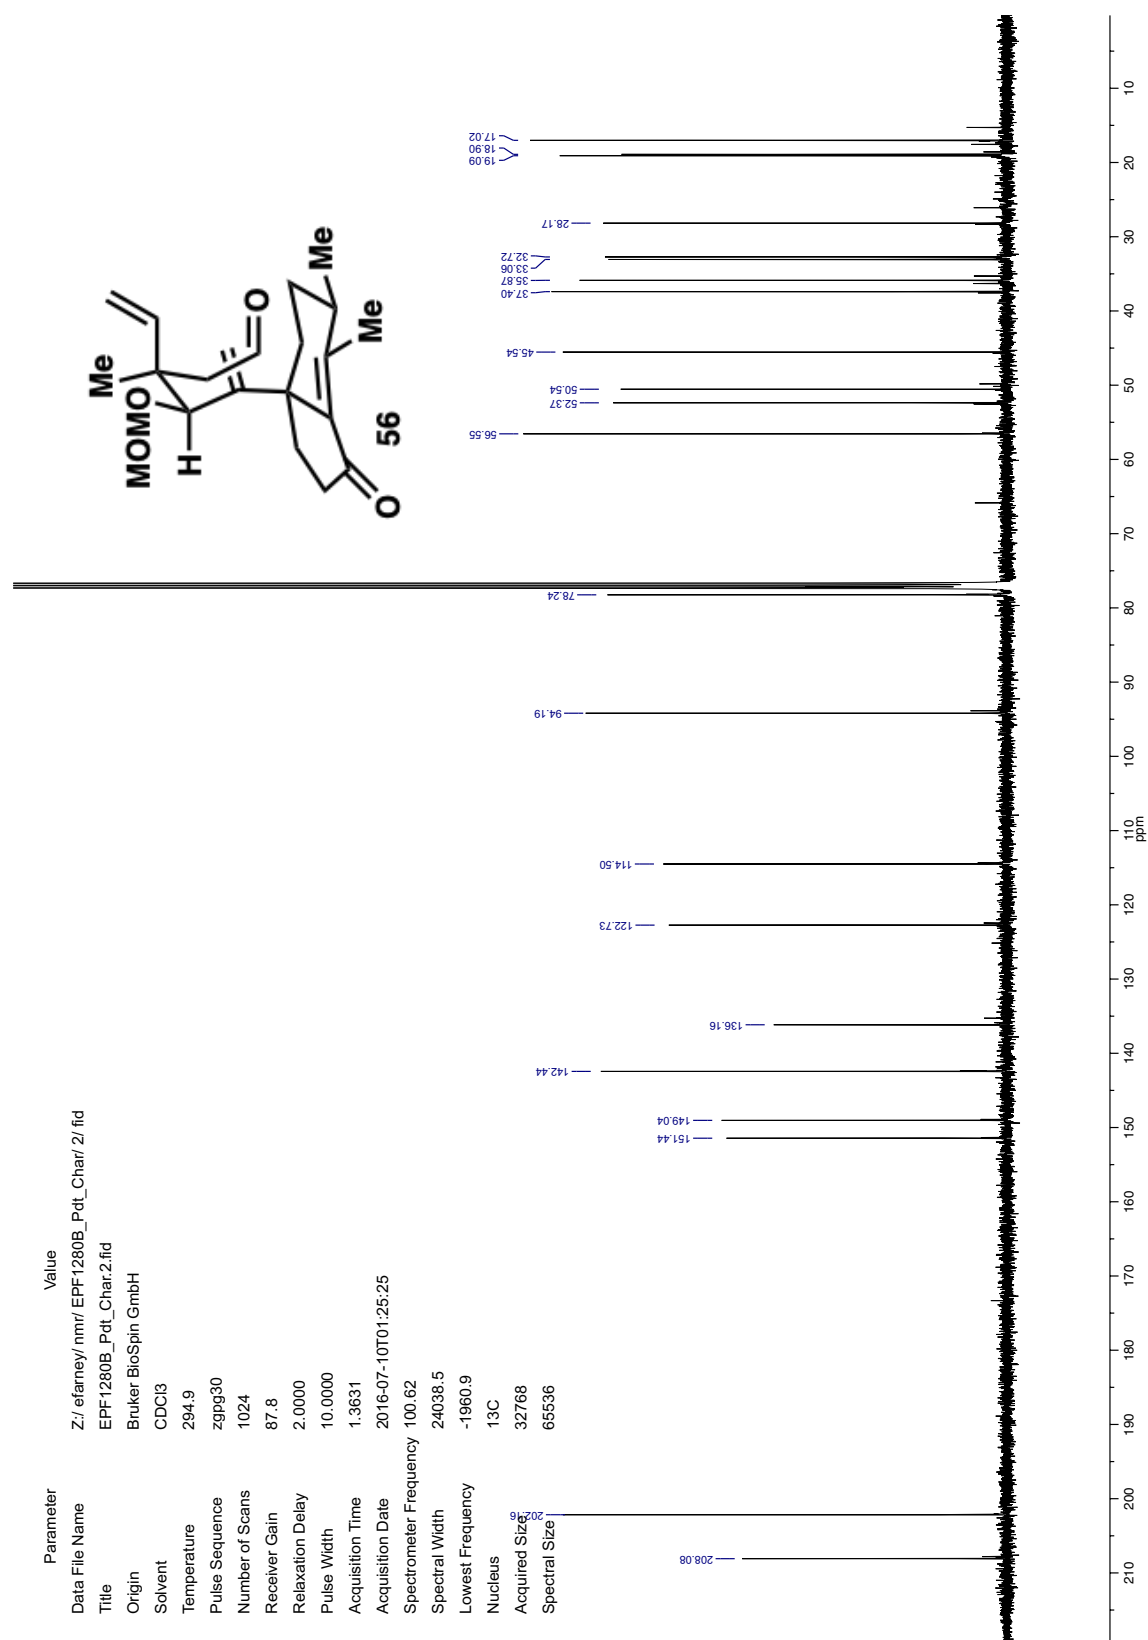 Parameter Value
Data File Name Z:/ efarney/ nmr/ EPF1280B_Pdt_Char/ 2/ fid
Title EPF1280B_Pdt_Char.2.fid
Origin Bruker BioSpin GmbH
Solvent CDCl3
Temperature 294.9
Pulse Sequence zgpg30
Number of Scans 1024
Receiver Gain 87.8
Relaxation Delay 2.0000
Pulse Width 10.0000
Acquisition Time 1.3631
Acquisition Date 2016-07-10T01:25:25
Spectrometer Frequency 100.62
Spectral Width 24038.5
Lowest Frequency -1960.9
Nucleus 13C
Acquired Size 32768
Spectral Size 65536
MOMO
Me
H
O
Me
Me
O
56
208.08
202.16
151.44
149.04
142.44
136.16
122.73
114.50
94.19
78.24
56.55
52.37
50.54
45.54
37.40
35.87
33.06
32.72
28.17
19.09
18.90
17.02
210 200 190 180 170 160 150 140 130 120 110 100 90 80 70 60 50 40 30 20 10
ppm